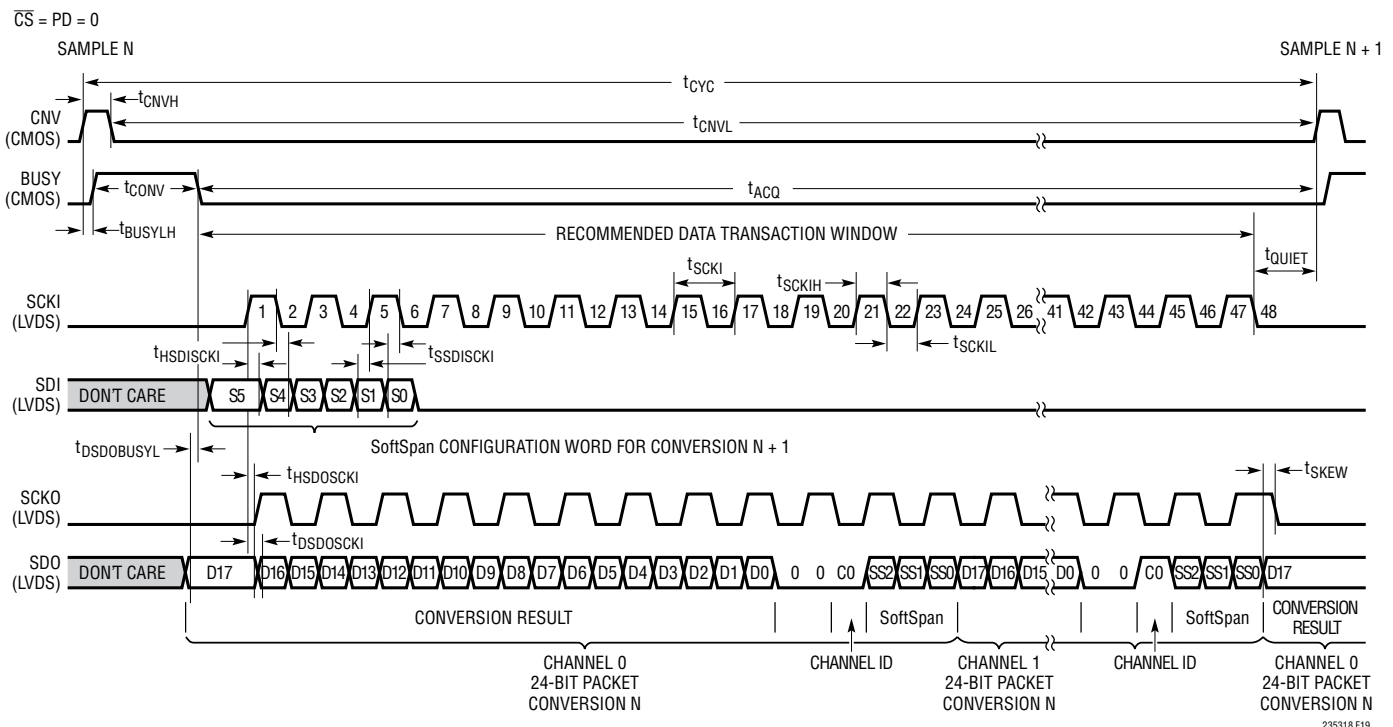 CS = PD = 0
SAMPLE N
SAMPLE N + 1
tCYC
tCNVH
CNV
(CMOS)
tCNVL
BUSY
(CMOS)
tCONV
tACQ
tBUSYLH
RECOMMENDED DATA TRANSACTION WINDOW
tSCKI
tSCKIH
tQUIET
SCKI
(LVDS)
1 2 3 4 5 6 7 8 9 10 11 12 13 14 15 16 17 18 19 20 21 22 23 24 25 26 41 42 43 44 45 46 47 48
tHSDISCKI
tSSDISCKI
tSCKIL
SDI
(LVDS)
DON'T CARE S5 S4 S3 S2 S1 S0
tDSDOBUSYL
SoftSpan CONFIGURATION WORD FOR CONVERSION N + 1
tHSDOSCKI
tSKEW
SCKO
(LVDS)
tDSDOSCKI
SDO
(LVDS)
DON'T CARE D17 D16 D15 D14 D13 D12 D11 D10 D9 D8 D7 D6 D5 D4 D3 D2 D1 D0 0 0 C0 SS2 SS1 SS0 D17 D16 D15 D0 0 0 C0 SS2 SS1 SS0 D17
CONVERSION RESULT
SoftSpan
SoftSpan
CONVERSION
RESULT
CHANNEL 0
24-BIT PACKET
CONVERSION N
CHANNEL ID
CHANNEL 1
24-BIT PACKET
CONVERSION N
CHANNEL ID
CHANNEL 0
24-BIT PACKET
CONVERSION N
235318 F19